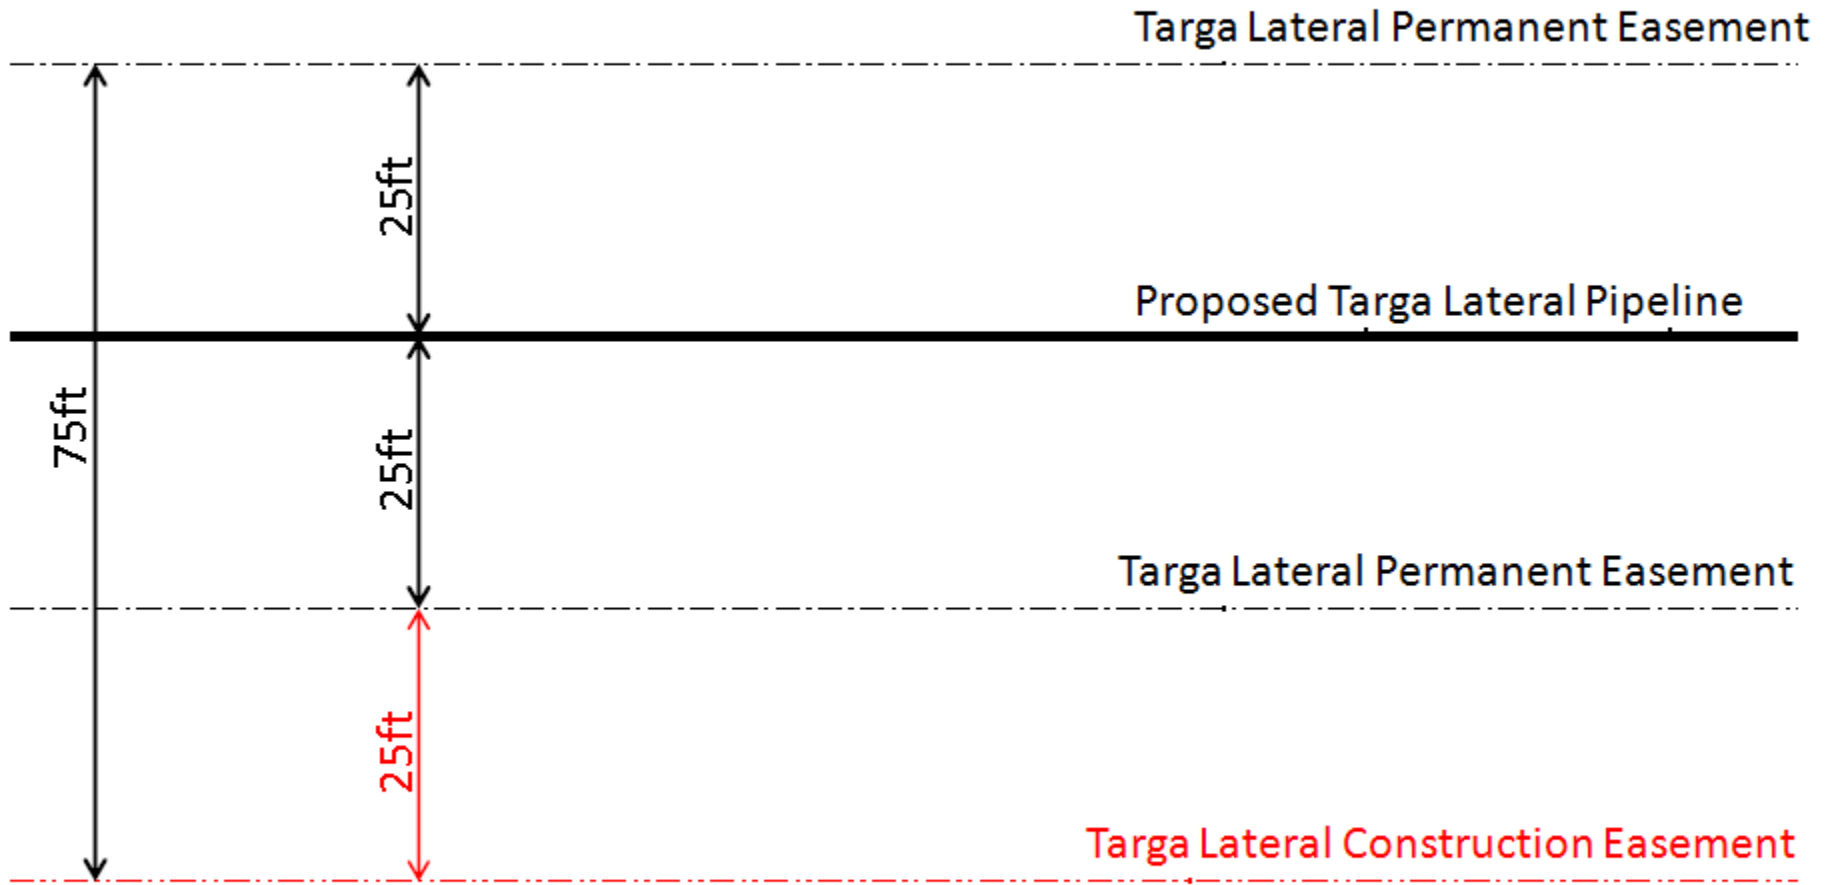 Targa Lateral Permanent Easement
25ft
Proposed Targa Lateral Pipeline
75ft
25ft
Targa Lateral Permanent Easement
25ft
Targa Lateral Construction Easement